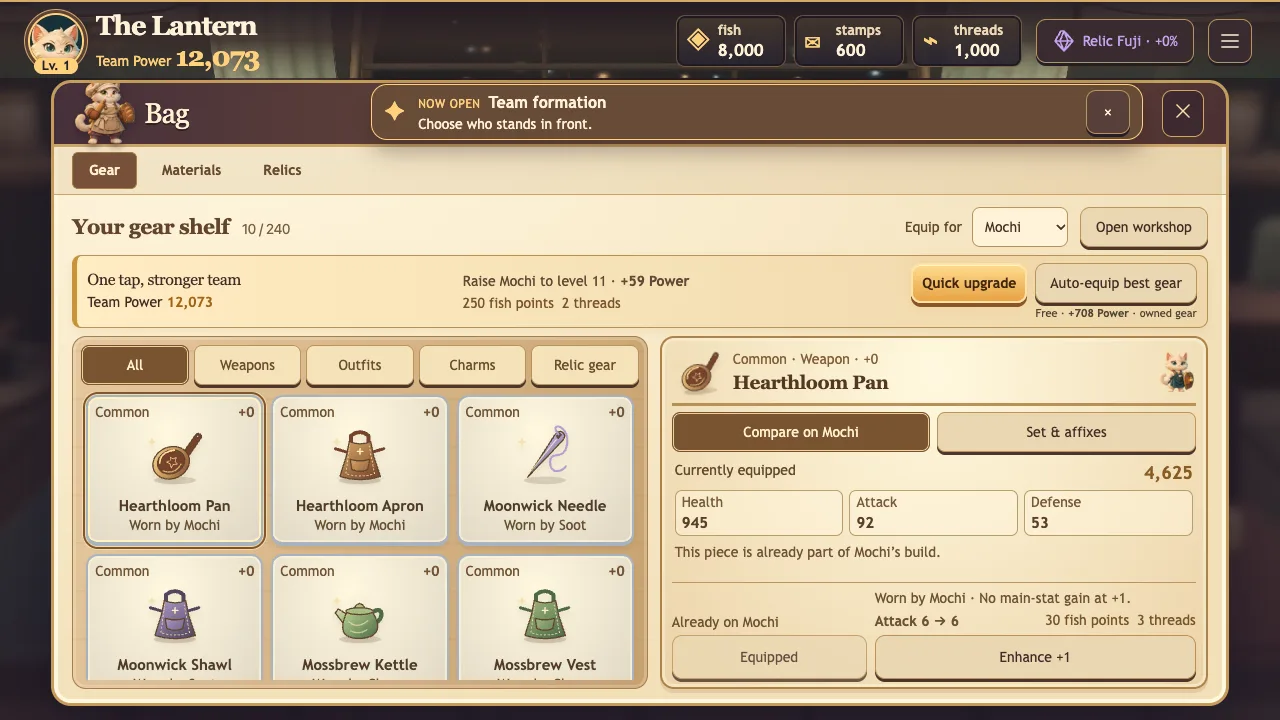 The Lantern
Lv. 1
Team Power 12,073
fish
8,000
stamps
600
threads
1,000
Relic Fuji · +0%
Bag
NOW OPEN Team formation
Choose who stands in front.
×
Gear
Materials
Relics
Your gear shelf 10 / 240
Equip for
Mochi
Open workshop
One tap, stronger team
Team Power 12,073
Raise Mochi to level 11 · +59 Power
250 fish points 2 threads
Quick upgrade
Auto-equip best gear
Free · +708 Power · owned gear
All
Weapons
Outfits
Charms
Relic gear
Common +0
Hearthloom Pan
Worn by Mochi
Common +0
Hearthloom Apron
Worn by Mochi
Common +0
Moonwick Needle
Worn by Soot
Common +0
Moonwick Shawl
Common +0
Mossbrew Kettle
Common +0
Mossbrew Vest
Common · Weapon · +0
Hearthloom Pan
Compare on Mochi
Set & affixes
Currently equipped
4,625
Health
945
Attack
92
Defense
53
This piece is already part of Mochi’s build.
Already on Mochi
Equipped
Worn by Mochi · No main-stat gain at +1.
Attack 6 → 6
30 fish points 3 threads
Enhance +1